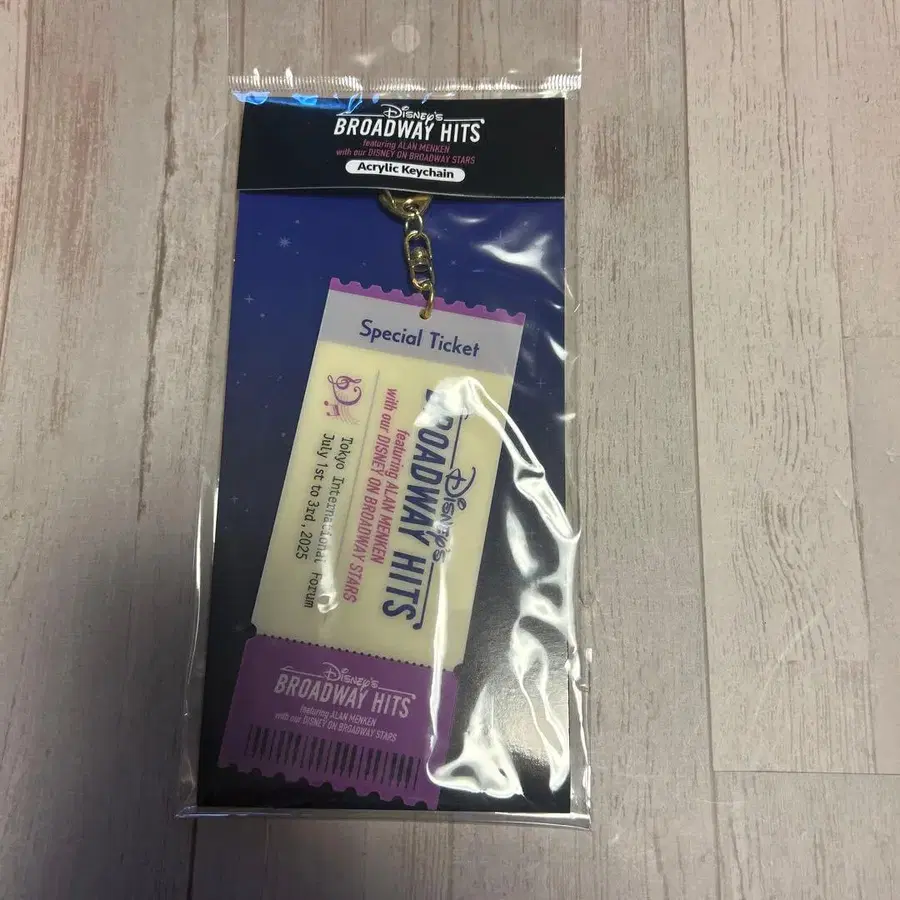 DISNEY'S
BROADWAY HITS
featuring ALAN MENKEN
with our DISNEY ON BROADWAY STARS
Acrylic Keychain
Special Ticket
DISNEY'S
BROADWAY HITS
featuring ALAN MENKEN
with our DISNEY ON BROADWAY STARS
Tokyo International Forum
July 1st to 3rd, 2025
DISNEY'S
BROADWAY HITS
featuring ALAN MENKEN
with our DISNEY ON BROADWAY STARS